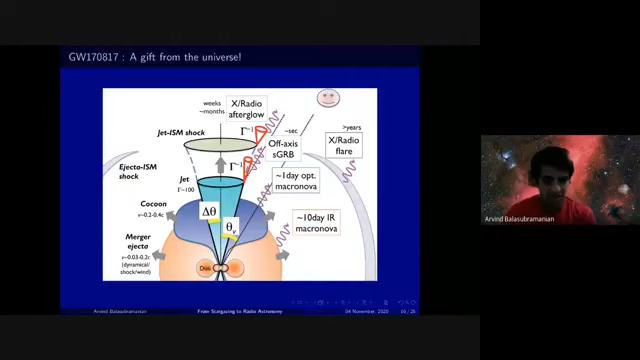 GW170817 : A gift from the universe!
weeks
~months
X/Radio
afterglow
Jet-ISM shock
Γ⁻¹
~sec
>years
Off-axis
sGRB
X/Radio
flare
Ejecta-ISM
shock
Γ⁻¹
Jet
Γ~100
~1day opt.
macronova
Cocoon
v~0.2-0.4c
Δθ
θv
~10day IR
macronova
Merger
ejecta
v~0.03-0.2c
(dynamical/
shock/wind)
Disk
Arvind Balasubramanian
From Stargazing to Radio Astronomy
04 November, 2020
16 / 26
Arvind Balasubramanian